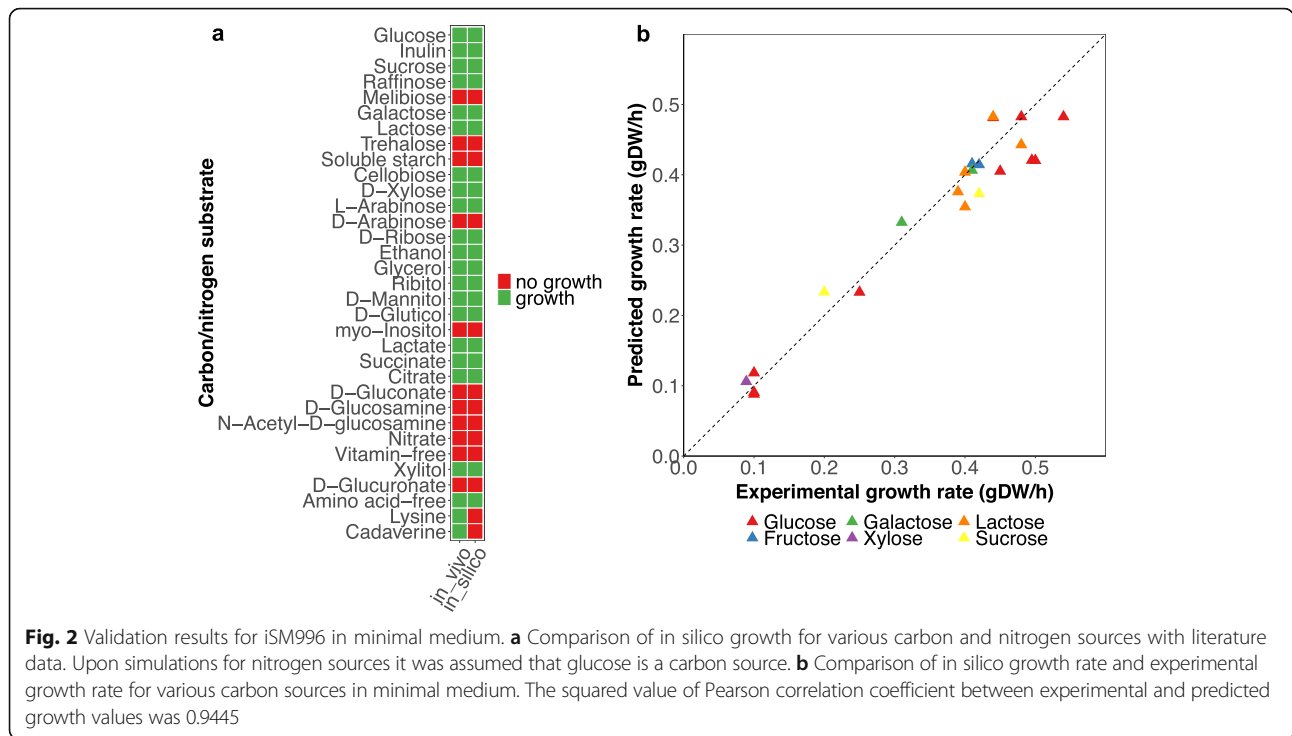 a
Carbon/nitrogen substrate
Glucose
Inulin
Sucrose
Raffinose
Melibiose
Galactose
Lactose
Trehalose
Soluble starch
Cellobiose
D−Xylose
L−Arabinose
D−Arabinose
D−Ribose
Ethanol
Glycerol
Ribitol
D−Mannitol
D−Gluticol
myo−Inositol
Lactate
Succinate
Citrate
D−Gluconate
D−Glucosamine
N−Acetyl−D−glucosamine
Nitrate
Vitamin−free
Xylitol
D−Glucuronate
Amino acid−free
Lysine
Cadaverine
in_vivo
in_silico
no growth
growth
b
Predicted growth rate (gDW/h)
0.5
0.4
0.3
0.2
0.1
0.0
0.0 0.1 0.2 0.3 0.4 0.5
Experimental growth rate (gDW/h)
Glucose Galactose Lactose
Fructose Xylose Sucrose
Fig. 2 Validation results for iSM996 in minimal medium. a Comparison of in silico growth for various carbon and nitrogen sources with literature
data. Upon simulations for nitrogen sources it was assumed that glucose is a carbon source. b Comparison of in silico growth rate and experimental
growth rate for various carbon sources in minimal medium. The squared value of Pearson correlation coefficient between experimental and predicted
growth values was 0.9445